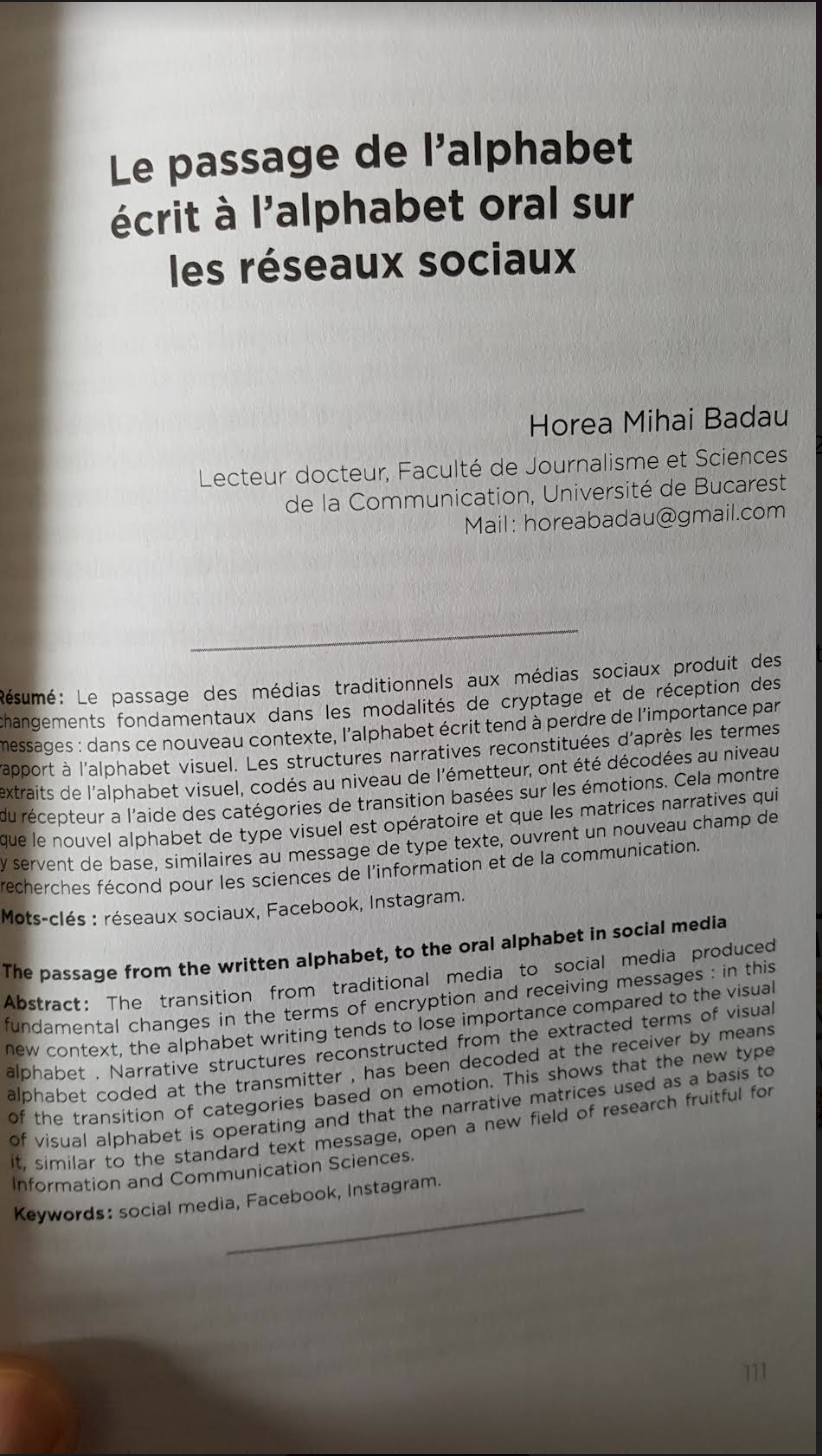 Le passage de l'alphabet
écrit à l'alphabet oral sur
les réseaux sociaux
Horea Mihai Badau
Lecteur docteur, Faculté de Journalisme et Sciences
de la Communication, Université de Bucarest
Mail : horeabadau@gmail.com
Résumé : Le passage des médias traditionnels aux médias sociaux produit des
changements fondamentaux dans les modalités de cryptage et de réception des
messages : dans ce nouveau contexte, l'alphabet écrit tend à perdre de l'importance par
rapport à l'alphabet visuel. Les structures narratives reconstituées d'après les termes
extraits de l'alphabet visuel, codés au niveau de l'émetteur, ont été décodées au niveau
du récepteur a l'aide des catégories de transition basées sur les émotions. Cela montre
que le nouvel alphabet de type visuel est opératoire et que les matrices narratives qui
y servent de base, similaires au message de type texte, ouvrent un nouveau champ de
recherches fécond pour les sciences de l'information et de la communication.
Mots-clés : réseaux sociaux, Facebook, Instagram.
The passage from the written alphabet, to the oral alphabet in social media
Abstract : The transition from traditional media to social media produced
fundamental changes in the terms of encryption and receiving messages : in this
new context, the alphabet writing tends to lose importance compared to the visual
alphabet . Narrative structures reconstructed from the extracted terms of visual
alphabet coded at the transmitter , has been decoded at the receiver by means
of the transition of categories based on emotion. This shows that the new type
of visual alphabet is operating and that the narrative matrices used as a basis to
it, similar to the standard text message, open a new field of research fruitful for
Information and Communication Sciences.
Keywords : social media, Facebook, Instagram.
111